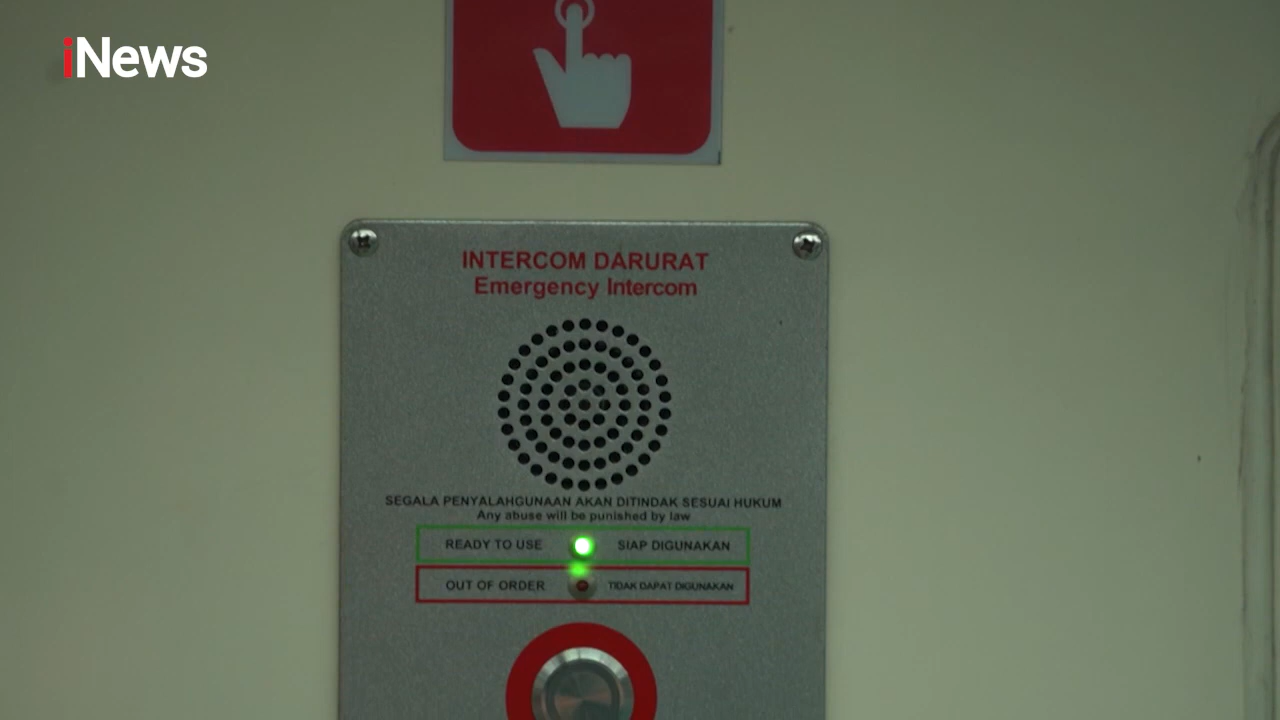 iNews
INTERCOM DARURAT
Emergency Intercom
SEGALA PENYALAHGUNAAN AKAN DITINDAK SESUAI HUKUM
Any abuse will be punished by law
READY TO USE SIAP DIGUNAKAN
OUT OF ORDER TIDAK DAPAT DIGUNAKAN